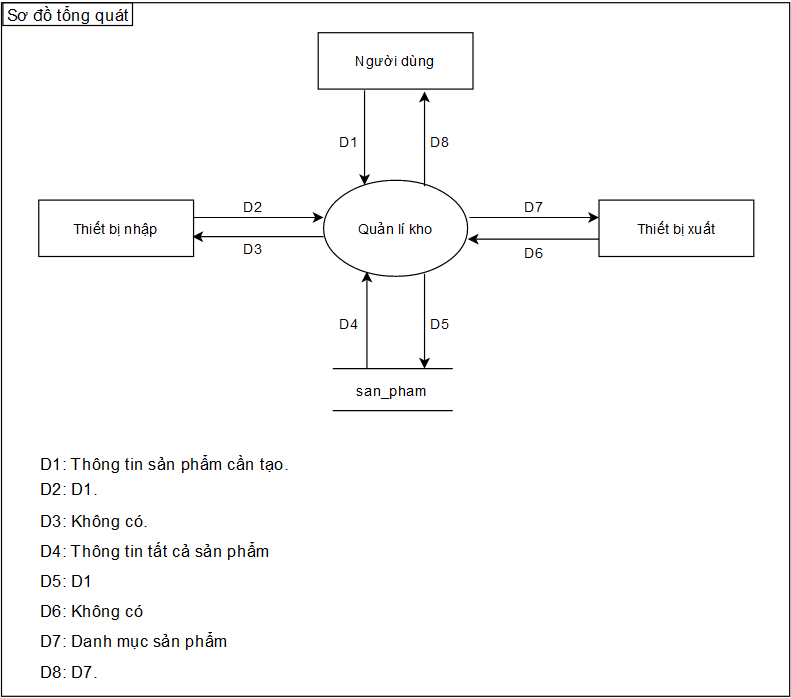 Sơ đồ tổng quát
Người dùng
D1
D8
D2
D7
Thiết bị nhập
Quản lí kho
Thiết bị xuất
D3
D6
D4
D5
san_pham
D1: Thông tin sản phẩm cần tạo.
D2: D1.
D3: Không có.
D4: Thông tin tất cả sản phẩm
D5: D1
D6: Không có
D7: Danh mục sản phẩm
D8: D7.